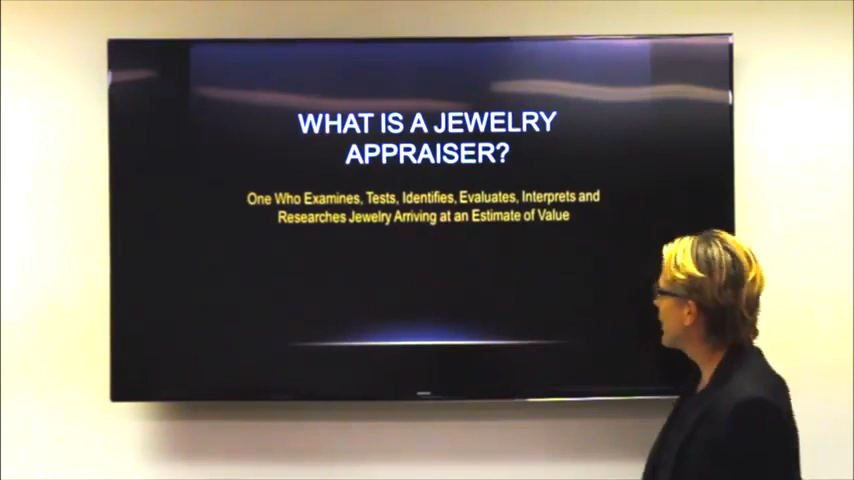 WHAT IS A JEWELRY
APPRAISER?
One Who Examines, Tests, Identifies, Evaluates, Interprets and
Researches Jewelry Arriving at an Estimate of Value